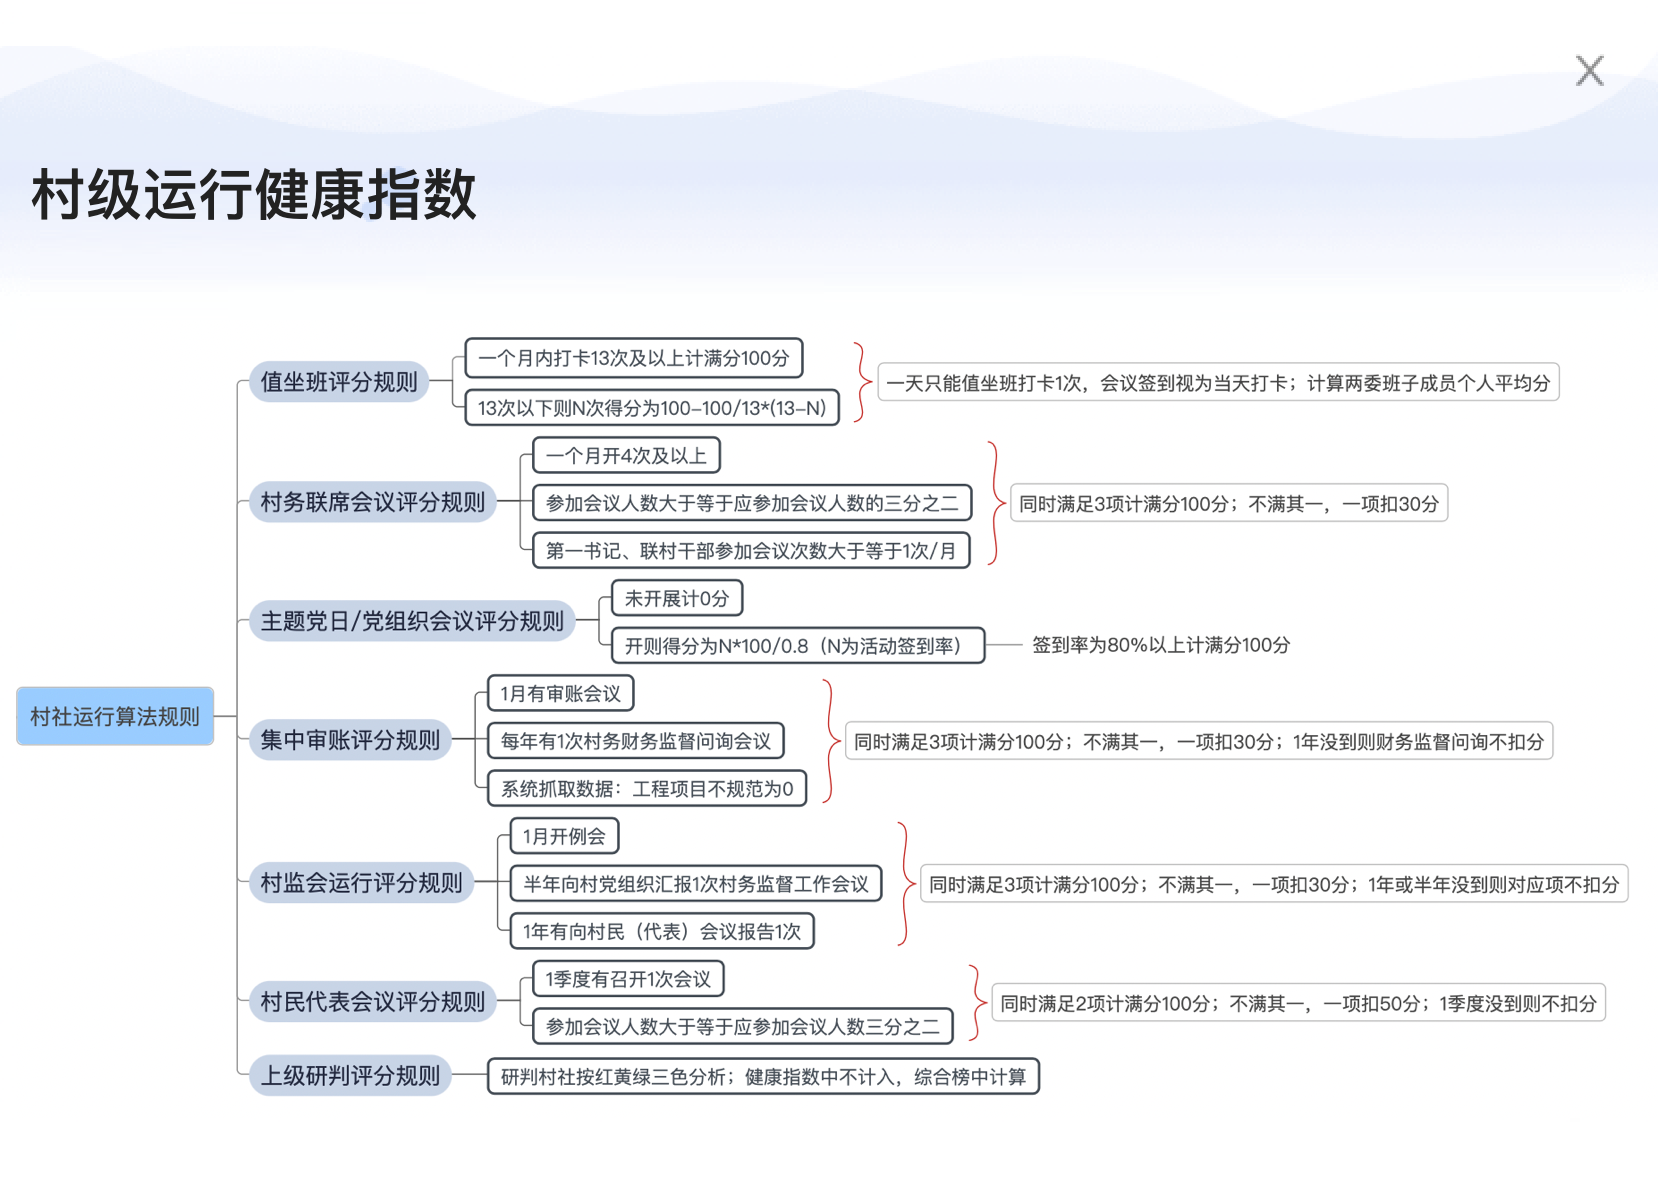 村级运行健康指数
村社运行算法规则
值坐班评分规则
一个月内打卡13次及以上计满分100分
13次以下则N次得分为100-100/13*(13-N)
一天只能值坐班打卡1次，会议签到视为当天打卡；计算两委班子成员个人平均分
村务联席会议评分规则
一个月开4次及以上
参加会议人数大于等于应参加会议人数的三分之二
第一书记、联村干部参加会议次数大于等于1次/月
同时满足3项计满分100分；不满其一，一项扣30分
主题党日/党组织会议评分规则
未开展计0分
开则得分为N*100/0.8（N为活动签到率）
签到率为80%以上计满分100分
集中审账评分规则
1月有审账会议
每年有1次村务财务监督问询会议
系统抓取数据：工程项目不规范为0
同时满足3项计满分100分；不满其一，一项扣30分；1年没到则财务监督问询不扣分
村监会运行评分规则
1月开例会
半年向村党组织汇报1次村务监督工作会议
1年有向村民（代表）会议报告1次
同时满足3项计满分100分；不满其一，一项扣30分；1年或半年没到则对应项不扣分
村民代表会议评分规则
1季度有召开1次会议
参加会议人数大于等于应参加会议人数三分之二
同时满足2项计满分100分；不满其一，一项扣50分；1季度没到则不扣分
上级研判评分规则
研判村社按红黄绿三色分析；健康指数中不计入，综合榜中计算